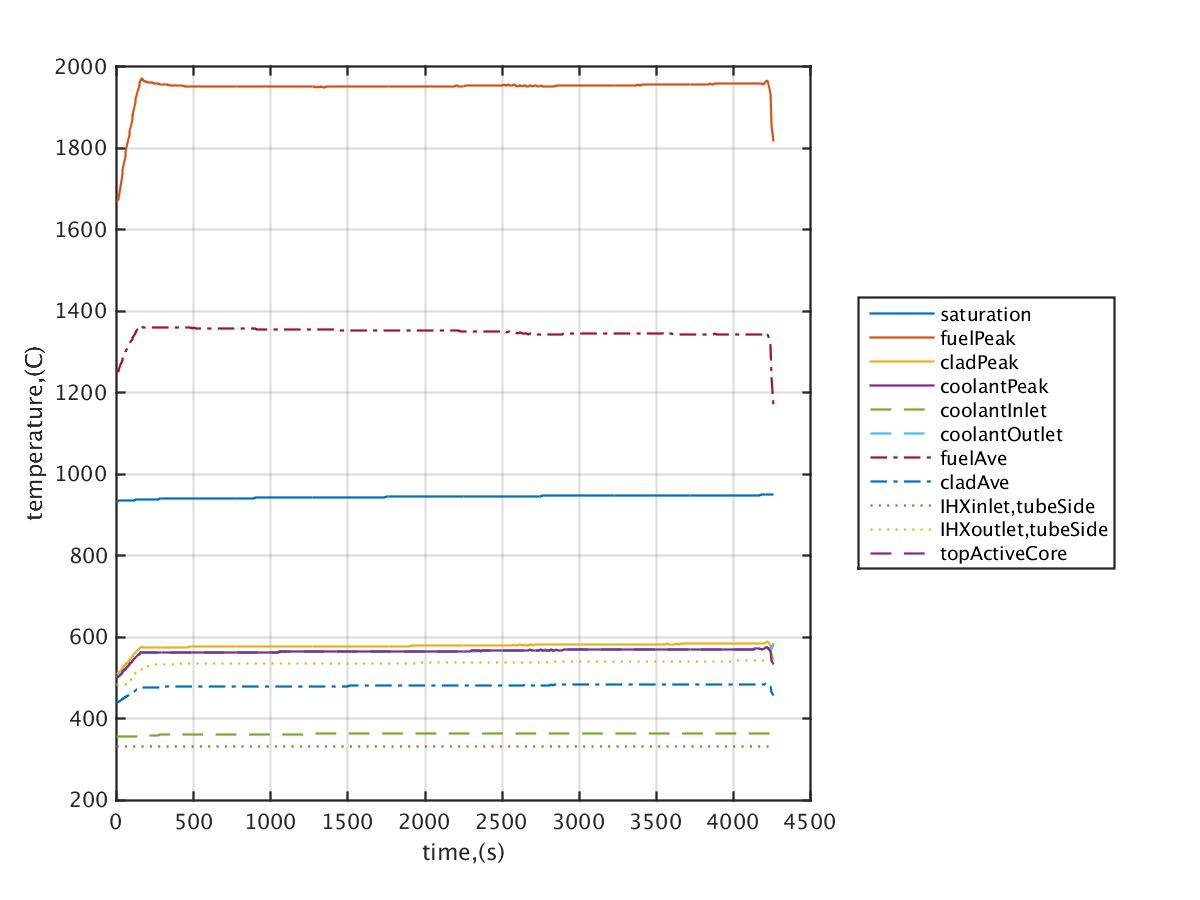 2000
1800
1600
1400
1200
1000
800
600
400
200
temperature,(C)
0 500 1000 1500 2000 2500 3000 3500 4000 4500
time,(s)
saturation
fuelPeak
cladPeak
coolantPeak
coolantInlet
coolantOutlet
fuelAve
cladAve
IHXinlet,tubeSide
IHXoutlet,tubeSide
topActiveCore